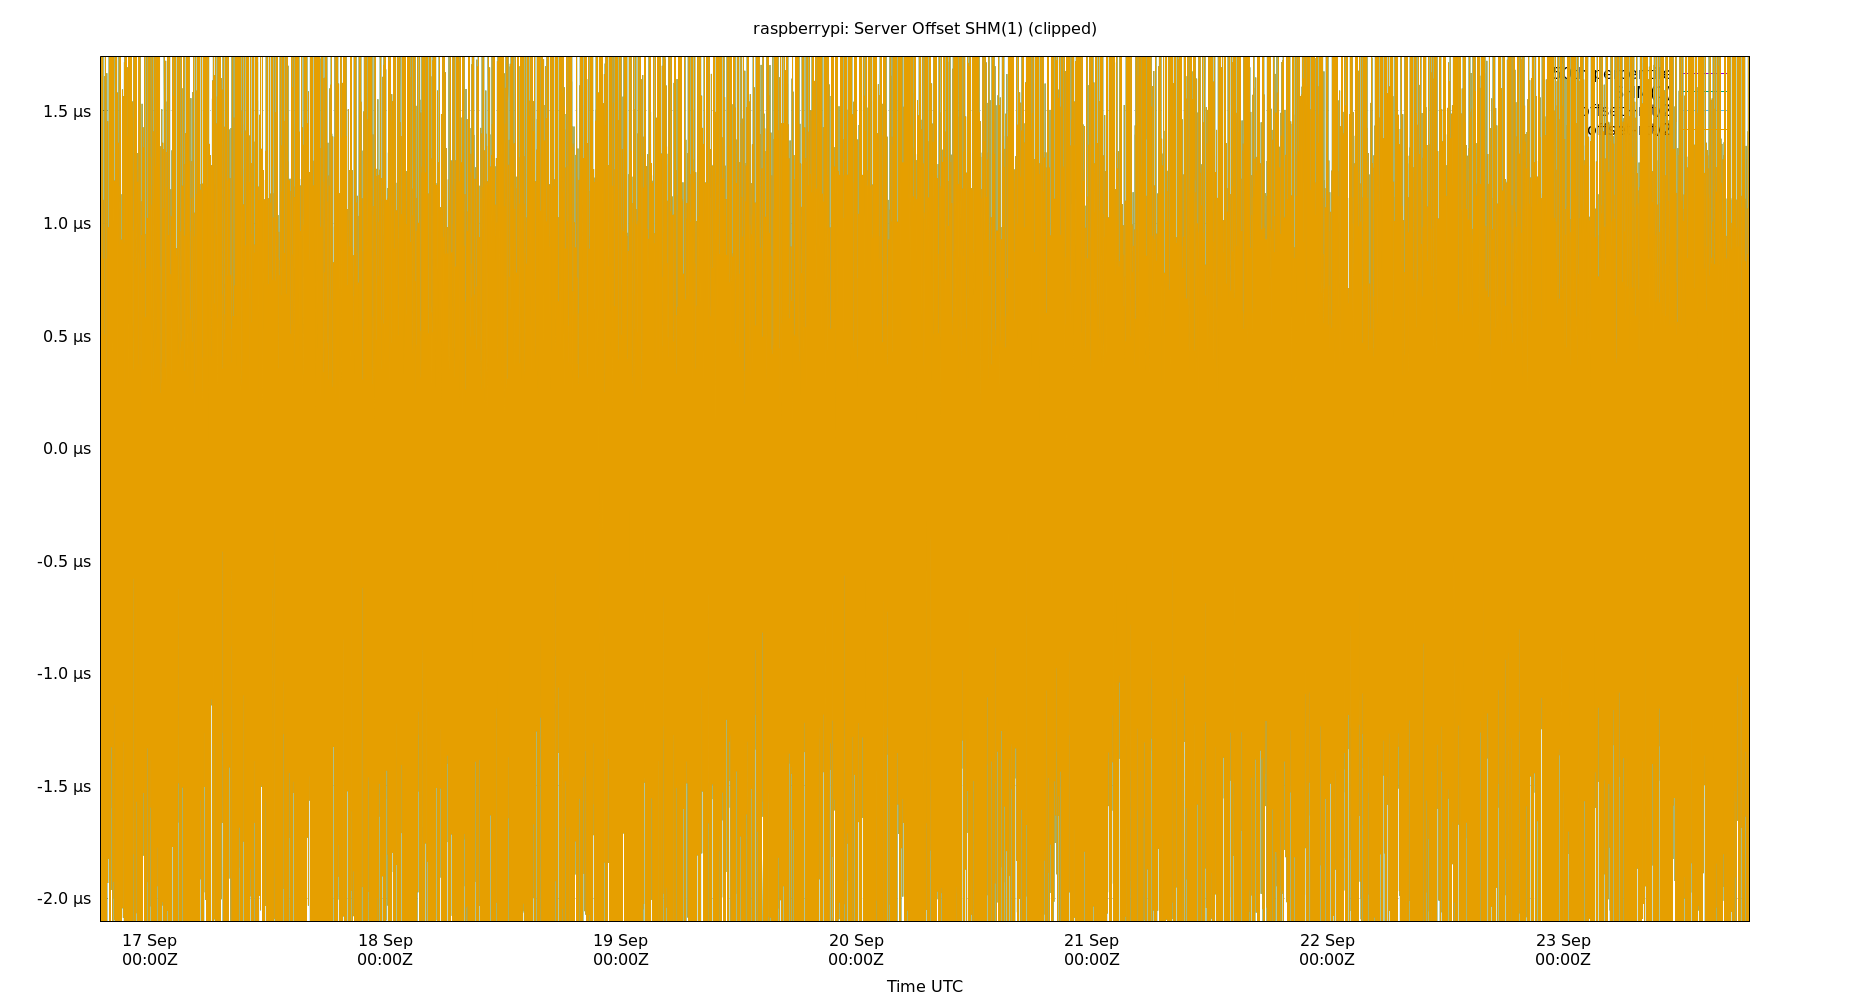 raspberrypi: Server Offset SHM(1) (clipped)
1.5 µs
1.0 µs
0.5 µs
0.0 µs
-0.5 µs
-1.0 µs
-1.5 µs
-2.0 µs
17 Sep 18 Sep 19 Sep 20 Sep 21 Sep 22 Sep 23 Sep
00:00Z 00:00Z 00:00Z 00:00Z 00:00Z 00:00Z 00:00Z
Time UTC